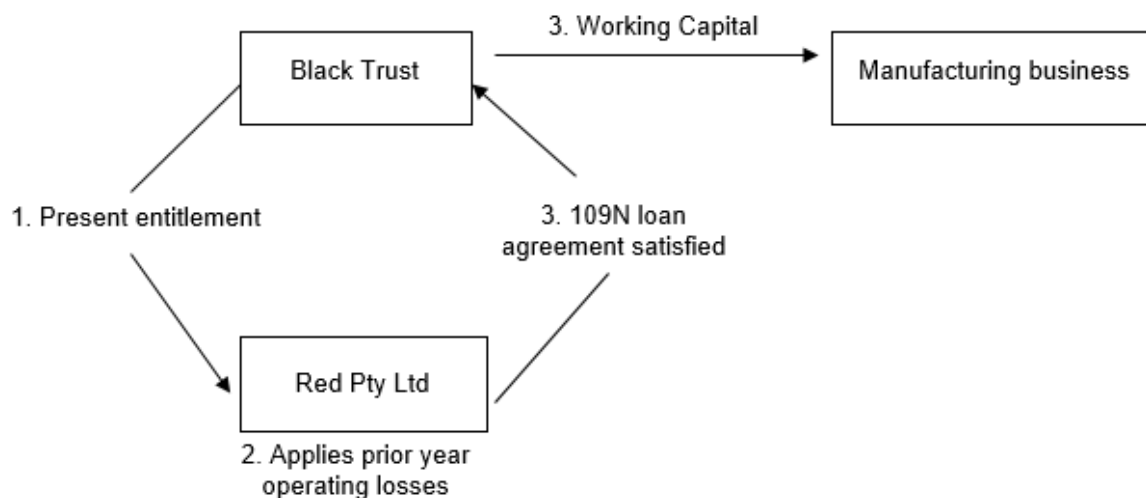 3. Working Capital
Black Trust
Manufacturing business
1. Present entitlement
3. 109N loan
agreement satisfied
Red Pty Ltd
2. Applies prior year
operating losses